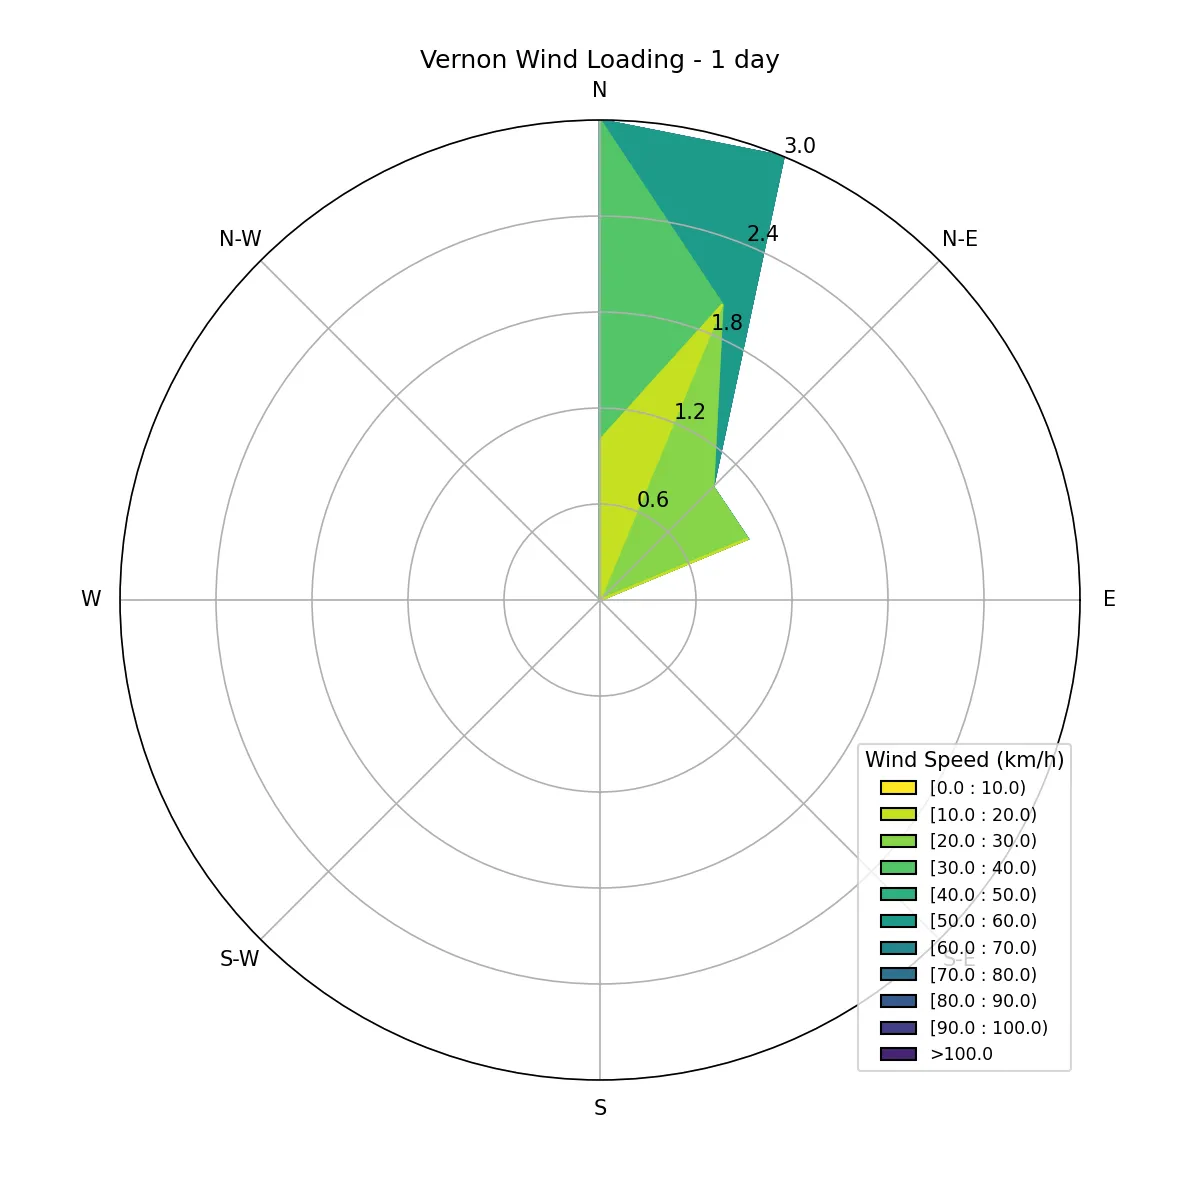 Vernon Wind Loading - 1 day
N
3.0
N-W
2.4
N-E
1.8
1.2
0.6
W
E
Wind Speed (km/h)
[0.0 : 10.0)
[10.0 : 20.0)
[20.0 : 30.0)
[30.0 : 40.0)
[40.0 : 50.0)
[50.0 : 60.0)
[60.0 : 70.0)
S-W
S-E
[70.0 : 80.0)
[80.0 : 90.0)
[90.0 : 100.0)
>100.0
S